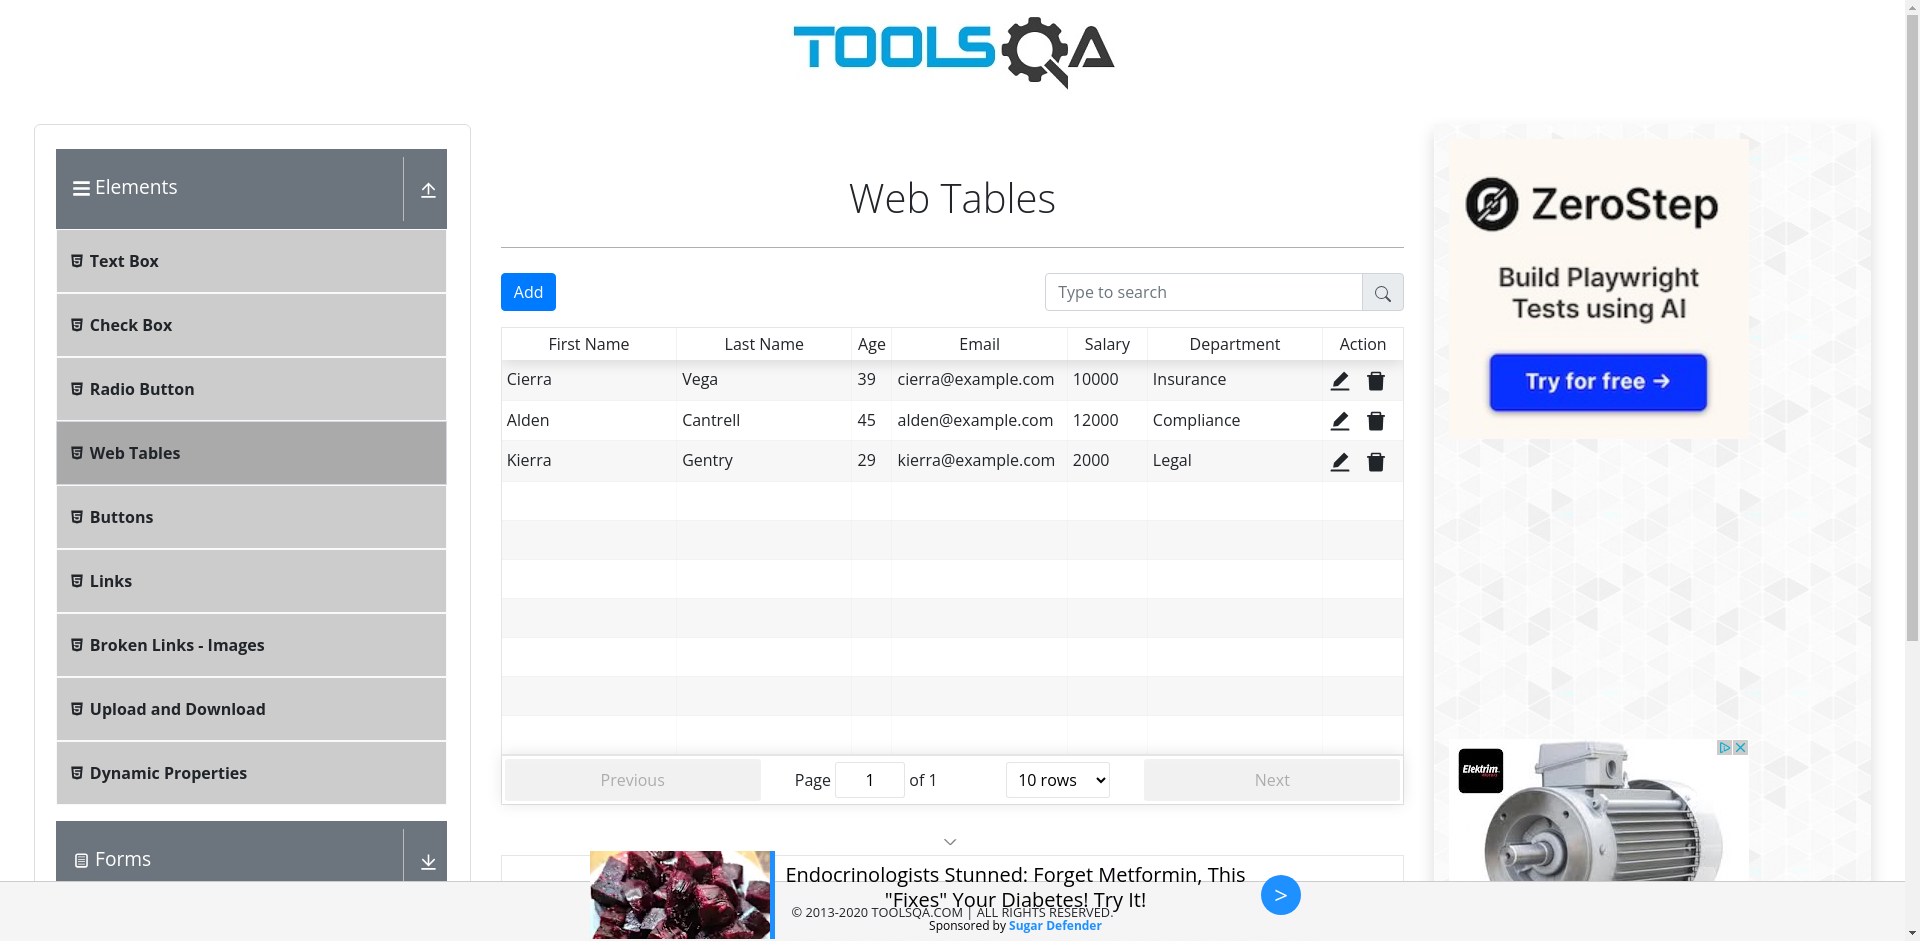 TOOLSQA
Elements
Text Box
Check Box
Radio Button
Web Tables
Buttons
Links
Broken Links - Images
Upload and Download
Dynamic Properties
Forms
Web Tables
Add
Type to search
First Name Last Name Age Email Salary Department Action
Cierra Vega 39 cierra@example.com 10000 Insurance
Alden Cantrell 45 alden@example.com 12000 Compliance
Kierra Gentry 29 kierra@example.com 2000 Legal
Previous Page 1 of 1 10 rows Next
ZeroStep
Build Playwright
Tests using AI
Try for free →
Elektrim
Endocrinologists Stunned: Forget Metformin, This
"Fixes" Your Diabetes! Try It!
>
© 2013-2020 TOOLSQA.COM | ALL RIGHTS RESERVED.
Sponsored by Sugar Defender